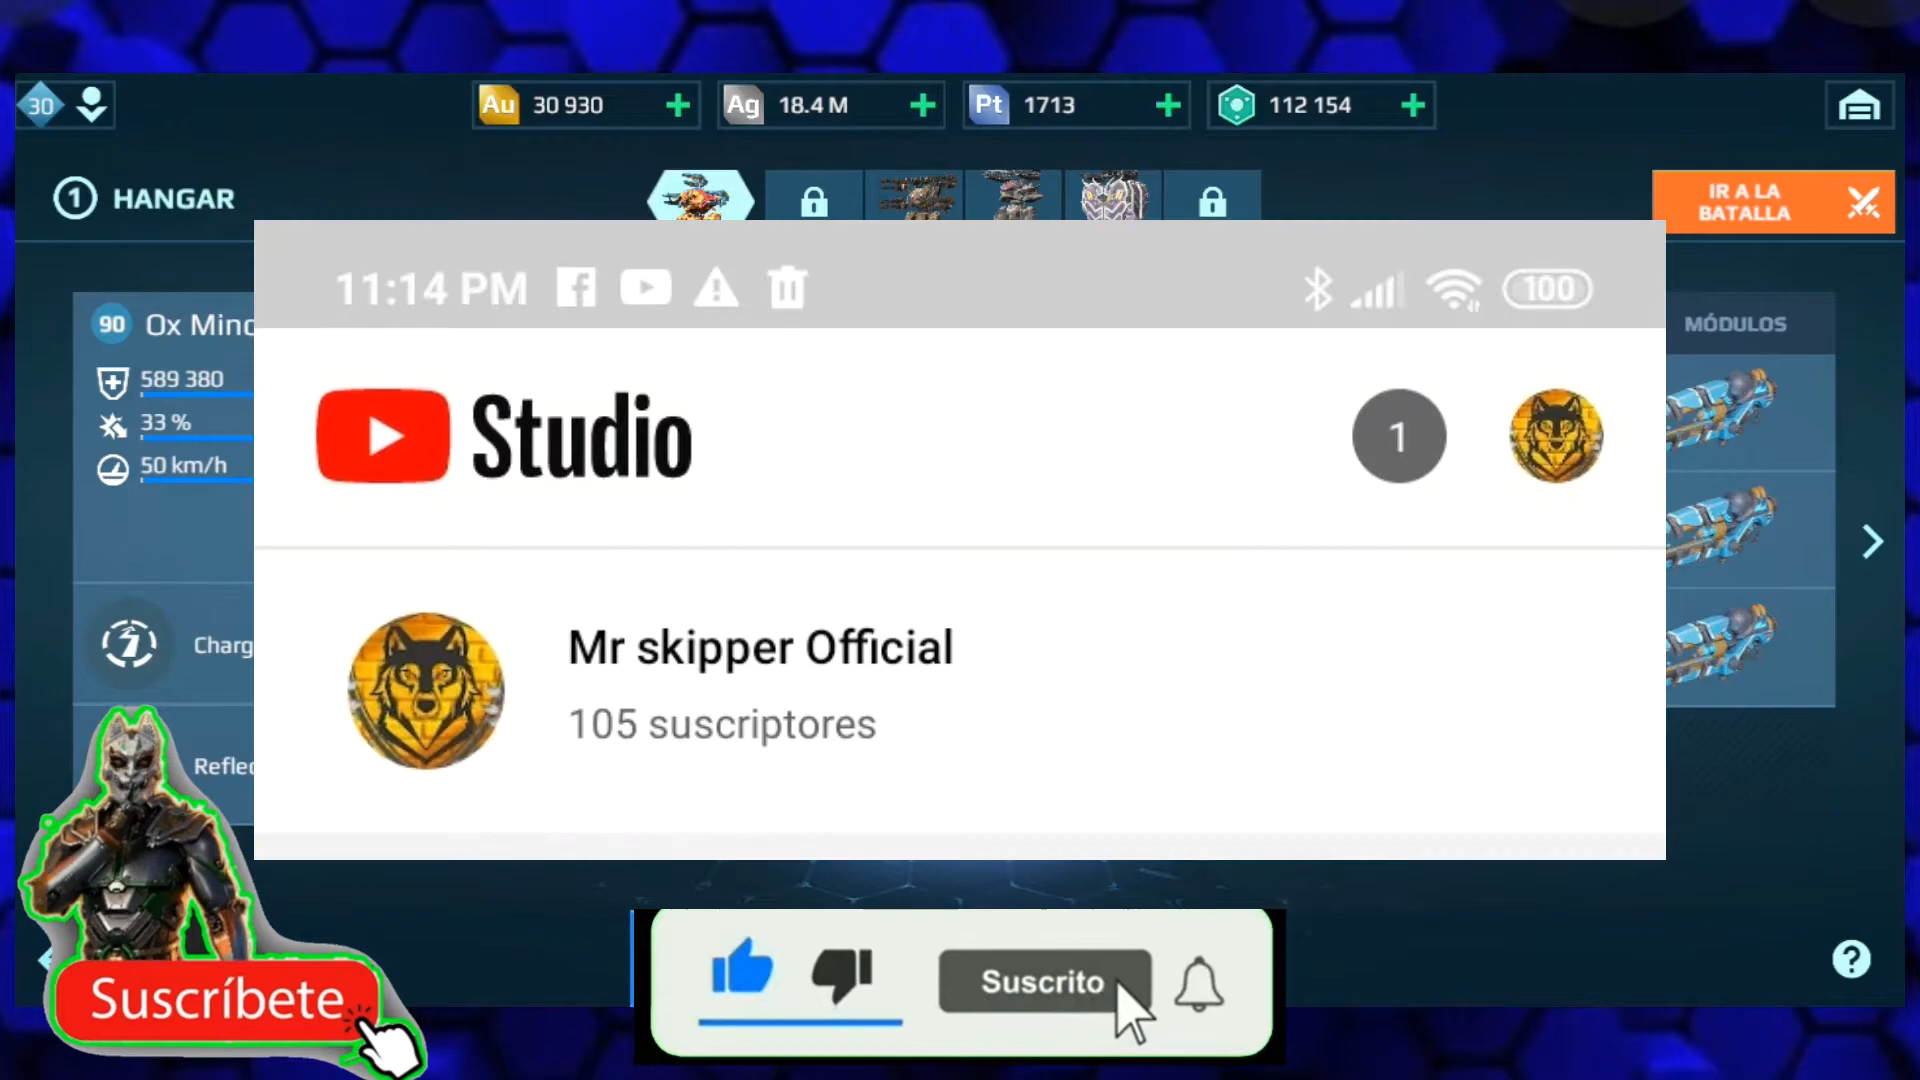 30
Au 30 930
Ag 18.4 M
Pt 1713
112 154
1 HANGAR
IR A LA
BATALLA
11:14 PM
100
90 Ox Mino
589 380
33 %
50 km/h
MÓDULOS
Studio
1
Mr skipper Official
105 suscriptores
Charg
Reflec
Suscríbete
Suscrito
?